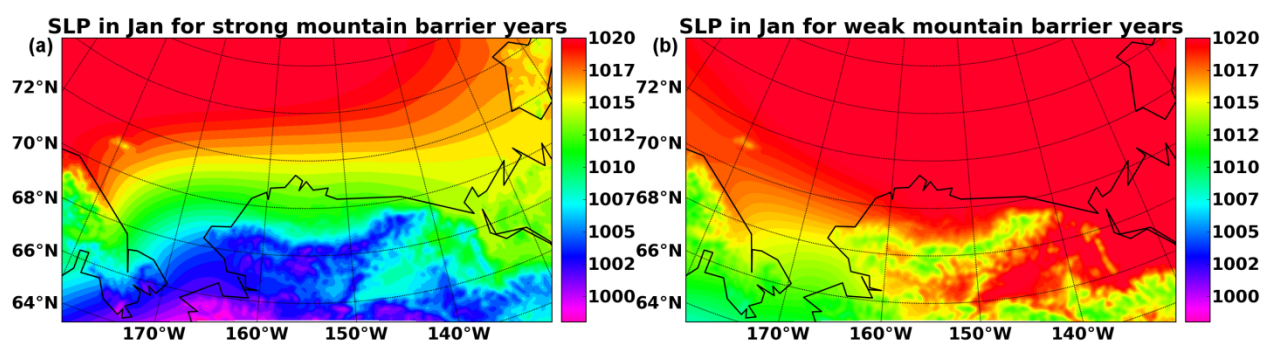 SLP in Jan for strong mountain barrier years
(a)
72°N
70°N
68°N
66°N
64°N
170°W 160°W 150°W 140°W
1020
1017
1015
1012
1010
1007
1005
1002
1000
SLP in Jan for weak mountain barrier years
(b)
72°N
70°N
68°N
66°N
64°N
170°W 160°W 150°W 140°W
1020
1017
1015
1012
1010
1007
1005
1002
1000